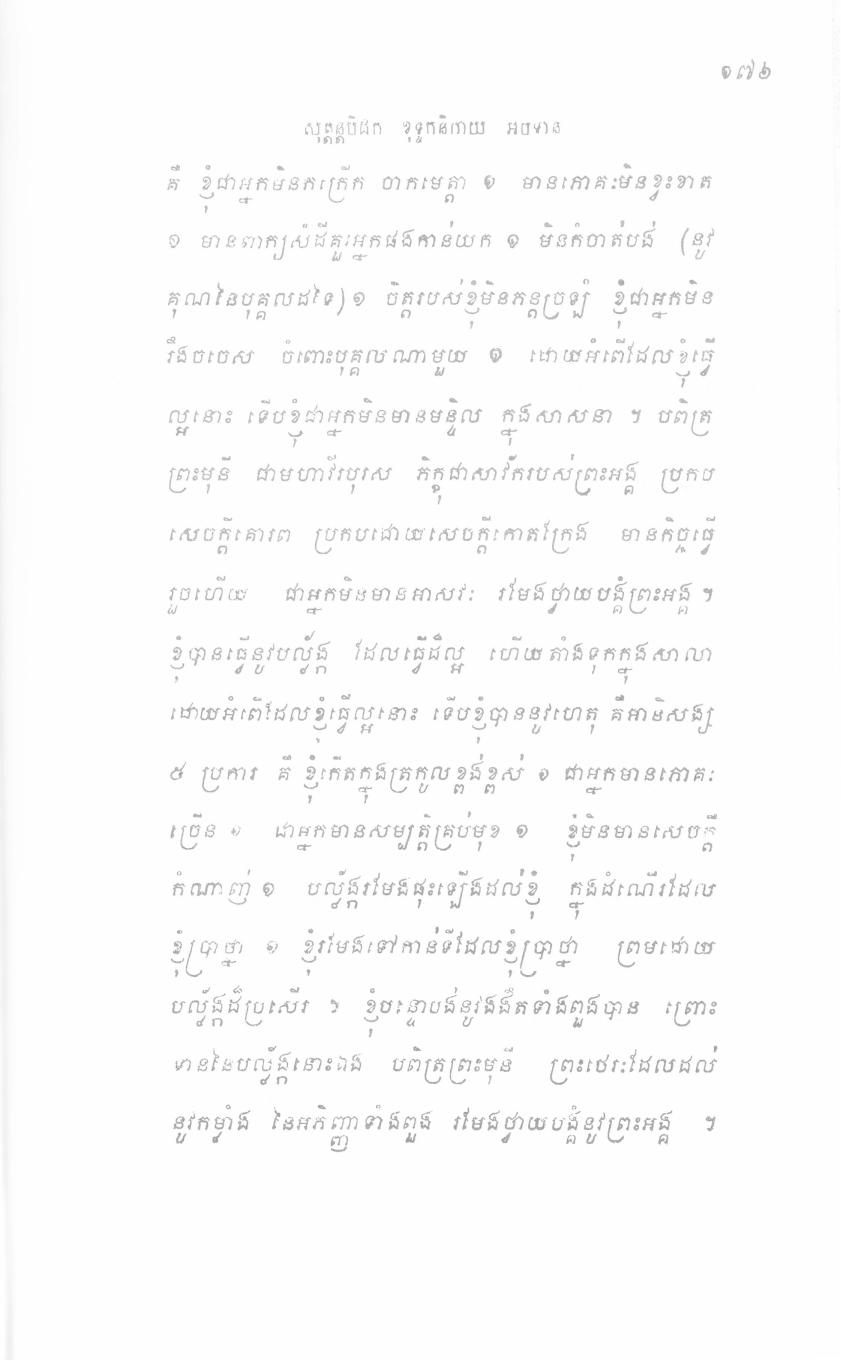 ១៧៦
សុត្តន្តបិដក ខុទ្ទកនិកាយ អបទាន
គឺ ខ្ញុំជាអ្នកមិនកក្រើក ចាកមេត្តា ១ មានភោគៈមិនខ្វះខាត
១ មានពាក្យសំដីគួរអ្នកផងកាន់យក ១ មិនកំចាត់បង់ (នូវ
គុណនៃបុគ្គលដទៃ) ១ ចិត្តរបស់ខ្ញុំមិនភន្តច្រឡំ ខ្ញុំជាអ្នកមិន
រឹងចចេស ចំពោះបុគ្គលណាមួយ ១ ដោយអំពើដែលខ្ញុំធ្វើ
ល្អនោះ ទើបខ្ញុំជាអ្នកមិនមានមន្ទិល ក្នុងសាសនា ។ បពិត្រ
ព្រះមុនី ជាមហាវីរបុរស ភិក្ខុជាសាវ័ករបស់ព្រះអង្គ ប្រកប
សេចក្តីគោរព ប្រកបដោយសេចក្តីកោតក្រែង មានកិច្ចធ្វើ
រួចហើយ ជាអ្នកមិនមានអាសវៈ រមែងថ្វាយបង្គំព្រះអង្គ ។
ខ្ញុំបានធ្វើនូវបល្ល័ង្ក ដែលធ្វើដ៏ល្អ ហើយតាំងទុកក្នុងសាលា
ដោយអំពើដែលខ្ញុំធ្វើល្អនោះ ទើបខ្ញុំបាននូវហេតុ គឺអានិសង្ស
៥ ប្រការ គឺ ខ្ញុំកើតក្នុងត្រកូលខ្ពង់ខ្ពស់ ១ ជាអ្នកមានភោគៈ
ច្រើន ១ ជាអ្នកមានសម្បត្តិគ្រប់មុខ ១ ខ្ញុំមិនមានសេចក្តី
កំណាញ់ ១ បល្ល័ង្ករមែងផុះឡើងដល់ខ្ញុំ ក្នុងដំណើរដែល
ខ្ញុំប្រាថ្នា ១ ខ្ញុំរមែងទៅកាន់ទីដែលខ្ញុំប្រាថ្នា ព្រមដោយ
បល្ល័ង្កដ៏ប្រសើរ ។ ខ្ញុំបន្ទោបង់នូវងងឹតទាំងពួងបាន ព្រោះ
ទាននៃបល្ល័ង្កនោះឯង បពិត្រព្រះមុនី ព្រះថេរៈដែលដល់
នូវកម្លាំង នៃអភិញ្ញាទាំងពួង រមែងថ្វាយបង្គំនូវព្រះអង្គ ។